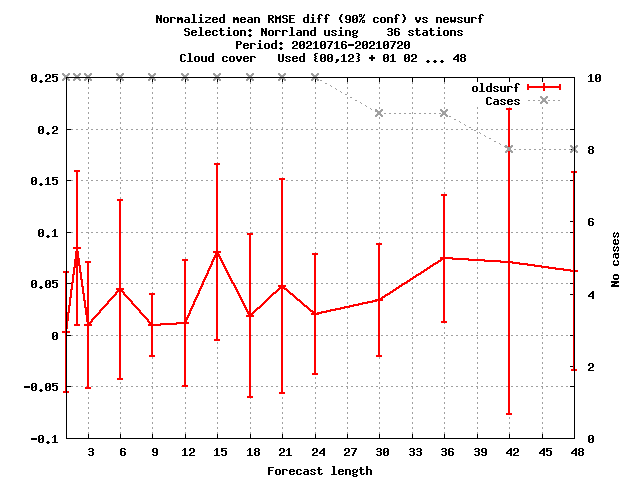 Normalized mean RMSE diff (90% conf) vs newsurf
Selection: Norrland using    36 stations
Period: 20210716-20210720
Cloud cover   Used {00,12} + 01 02 ... 48
oldsurf
Cases
0.25
0.2
0.15
0.1
0.05
0
-0.05
-0.1
10
8
6
4
2
0
No cases
3 6 9 12 15 18 21 24 27 30 33 36 39 42 45 48
Forecast length